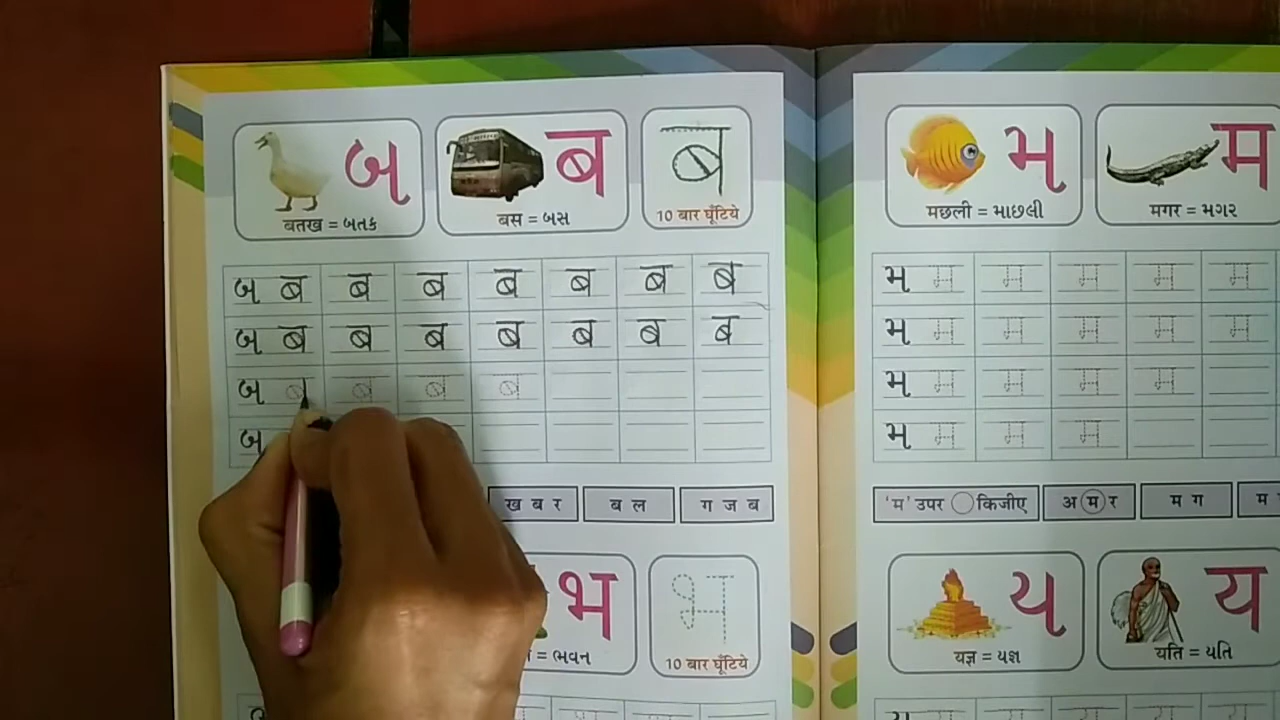 બ
ब
ब
बतख = બતક
बस = બસ
10 बार घूँटिये
બ ब ब ब ब ब ब ब
બ ब ब ब ब ब ब ब
બ ब ब ब ब
બ
ख ब र
ब ल
ग ज ब
भ
भ
= ભવન
10 बार घूँटिये
મ
म
मछली = માછલી
मगर = મગર
મ म म म म म
મ म म म म म
મ म म म म
મ म म म
'म' उपर किजीए
अ म र
म ग
म
ય
य
यज्ञ = યજ્ઞ
यति = યતિ